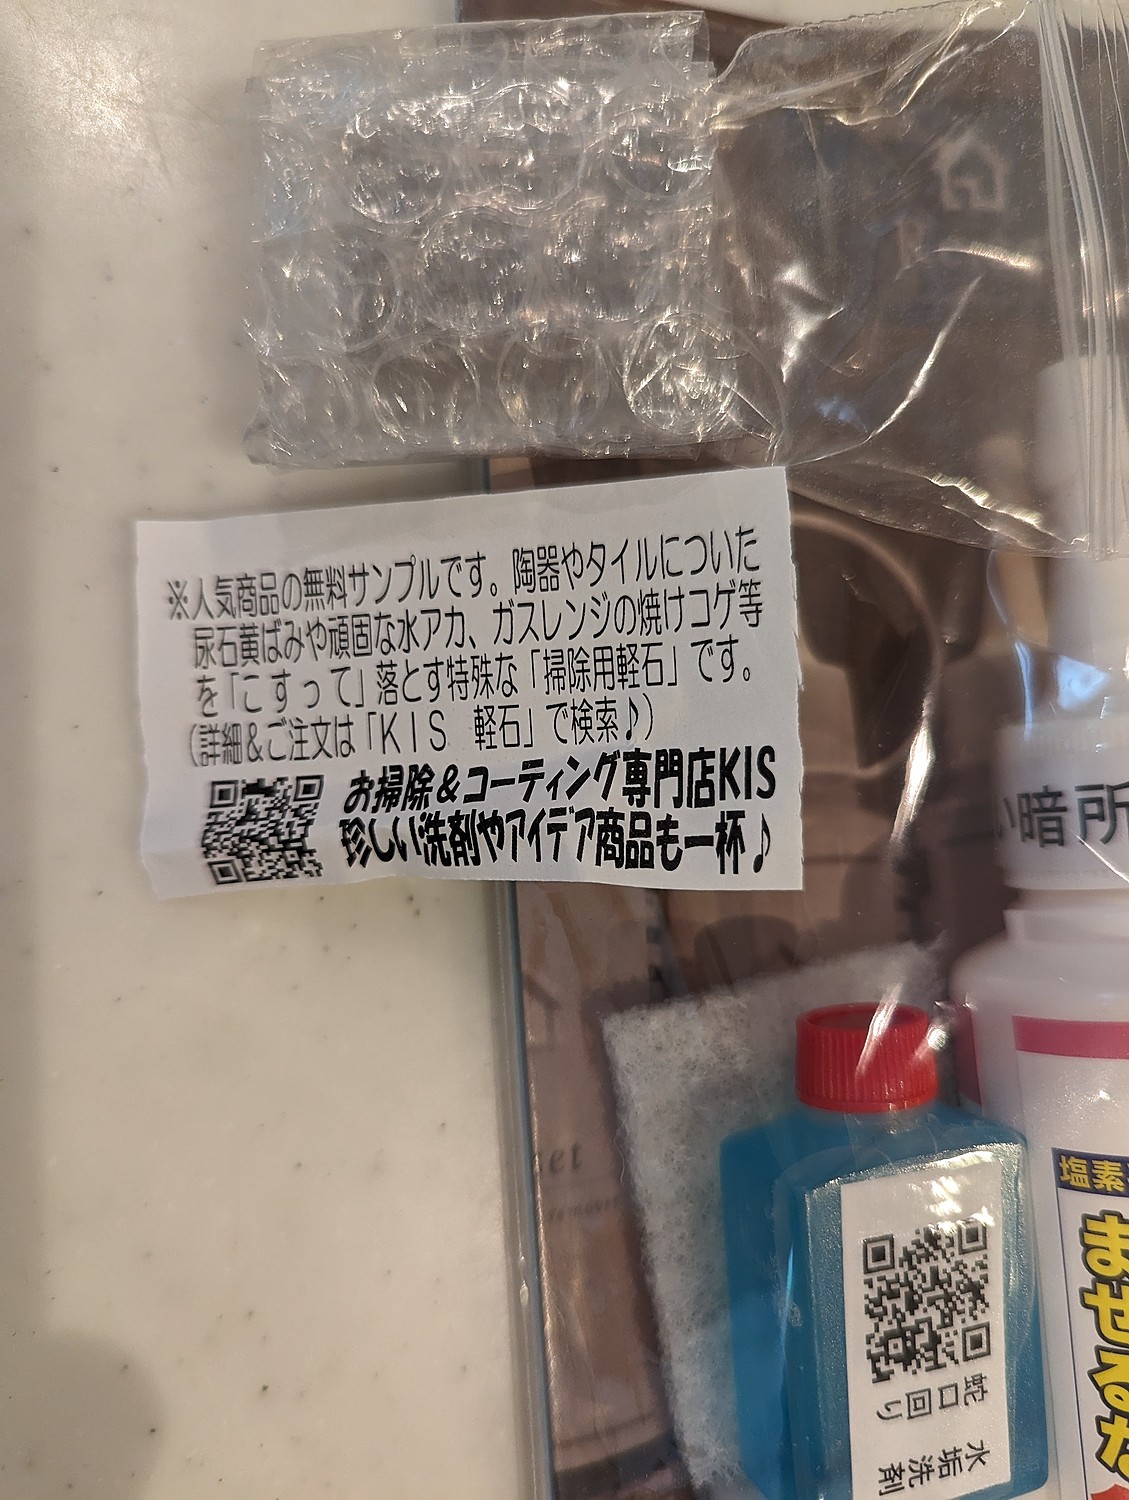 ※人気商品の無料サンプルです。陶器やタイルについた
尿石黄ばみや頑固な水アカ、ガスレンジの焼けコゲ等
を「こすって」落とす特殊な「掃除用軽石」です。
（詳細＆ご注文は「ＫＩＳ　軽石」で検索♪）
お掃除＆コーティング専門店KIS
珍しい洗剤やアイデア商品も一杯♪
い暗所
蛇口回り
水垢洗剤
塩素
まぜるな